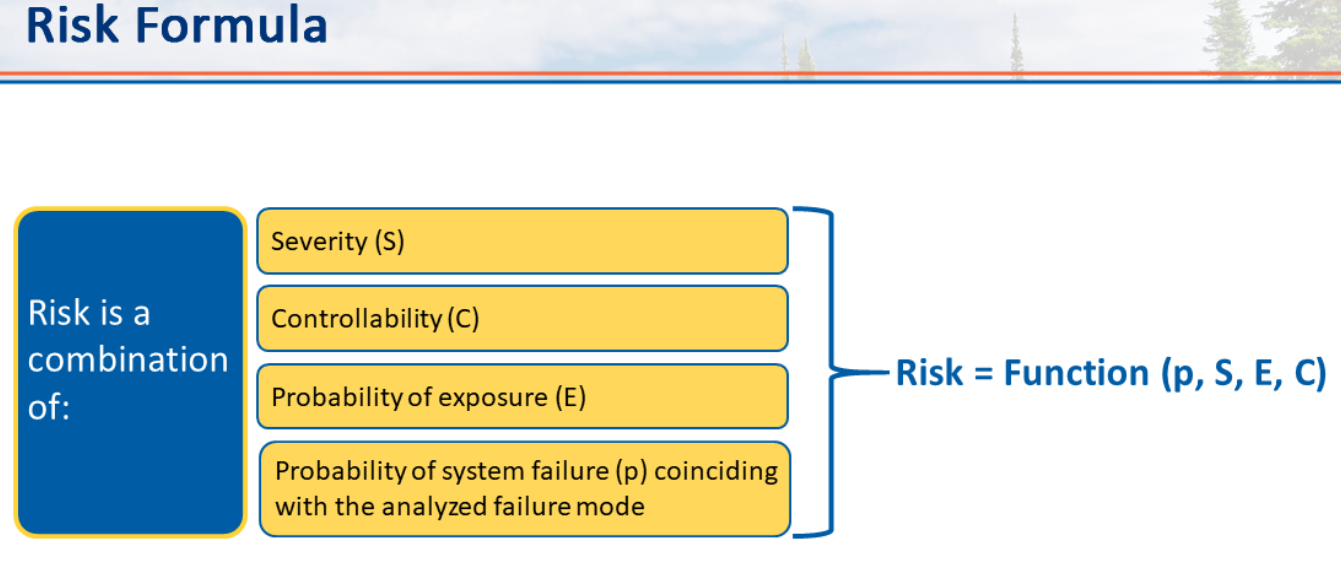 Risk Formula
Risk is a
combination
of:
Severity (S)
Controllability (C)
Probability of exposure (E)
Probability of system failure (p) coinciding
with the analyzed failure mode
Risk = Function (p, S, E, C)